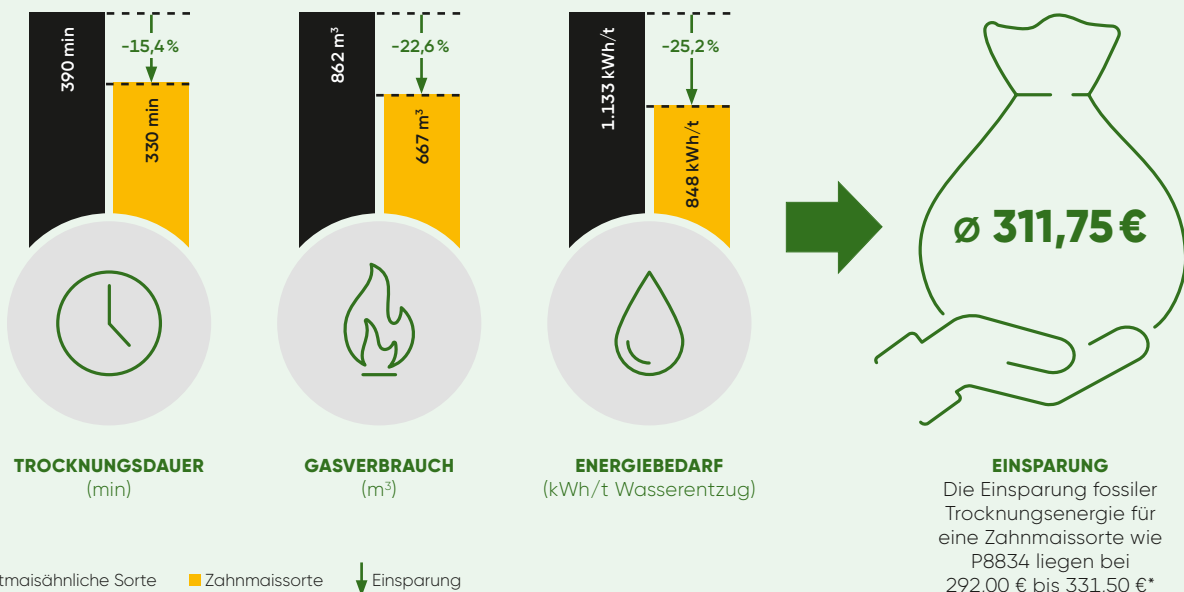 390 min
-15,4 %
330 min
862 m³
-22,6 %
667 m³
1.133 kWh/t
-25,2 %
848 kWh/t
Ø 311,75 €
TROCKNUNGSDAUER
(min)
GASVERBRAUCH
(m³)
ENERGIEBEDARF
(kWh/t Wasserentzug)
EINSPARUNG
Die Einsparung fossiler
Trocknungsenergie für
eine Zahnmaissorte wie
P8834 liegen bei
292,00 € bis 331,50 €*
tmaisähnliche Sorte
Zahnmaissorte
Einsparung